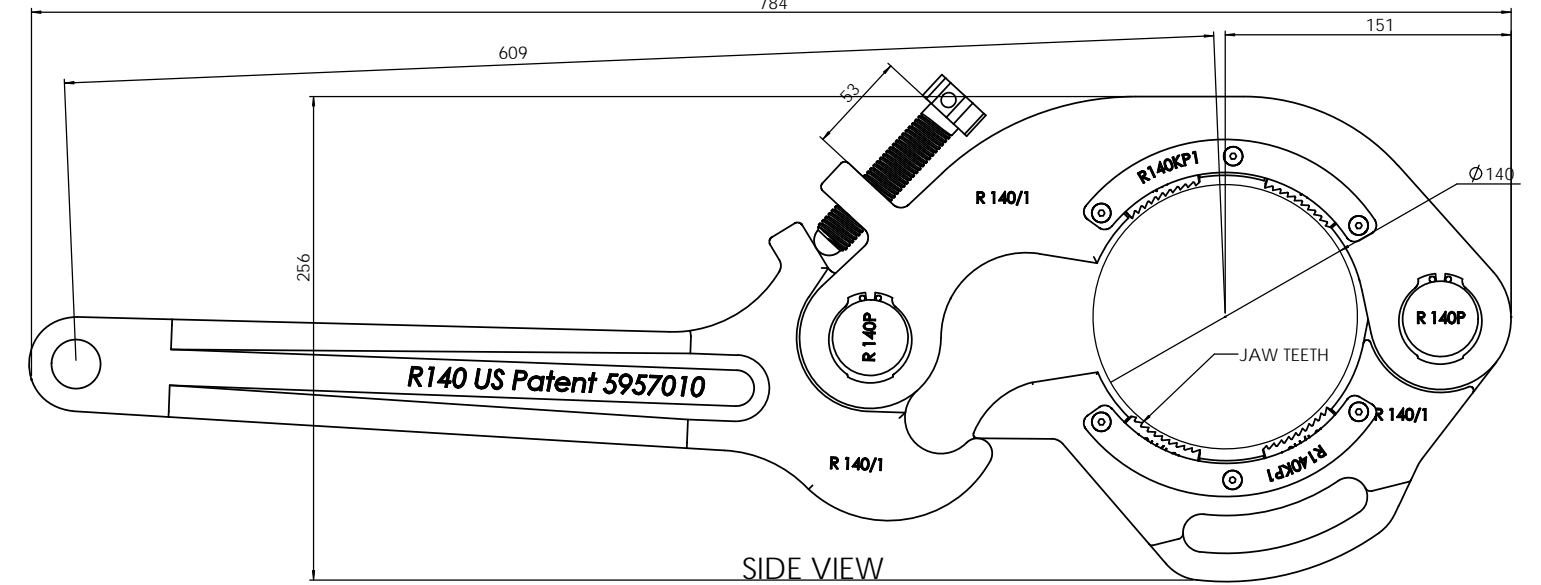 784
609
151
53
R140KP1
Ø140
R 140/1
256
R 140P
R 140P
JAW TEETH
R140 US Patent 5957010
R 140/1
R 140/1
R140KP1
SIDE VIEW